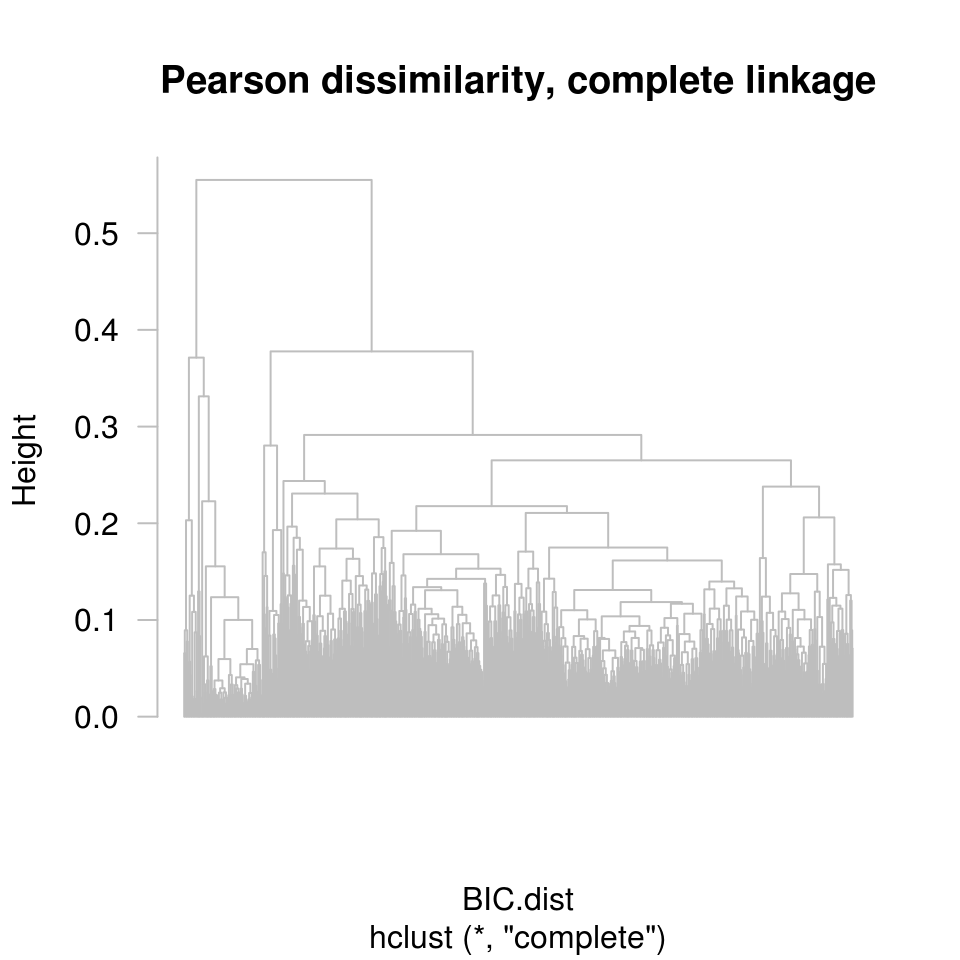 Pearson dissimilarity, complete linkage
Height
0.5
0.4
0.3
0.2
0.1
0.0
BIC.dist
hclust (*, "complete")